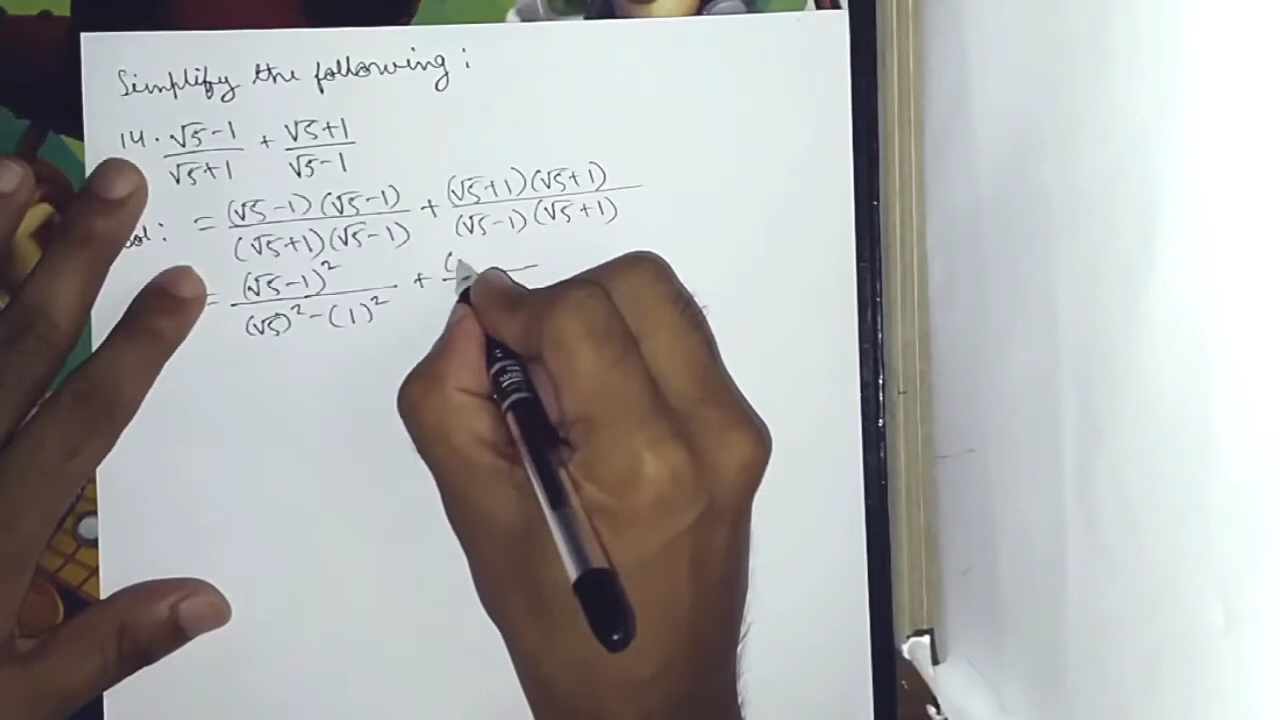 Simplify the following :
14. (√5-1)/(√5+1) + (√5+1)/(√5-1)
: = ((√5-1)(√5-1))/((√5+1)(√5-1)) + ((√5+1)(√5+1))/((√5-1)(√5+1))
= (√5-1)²/((√5)²-(1)²) + (